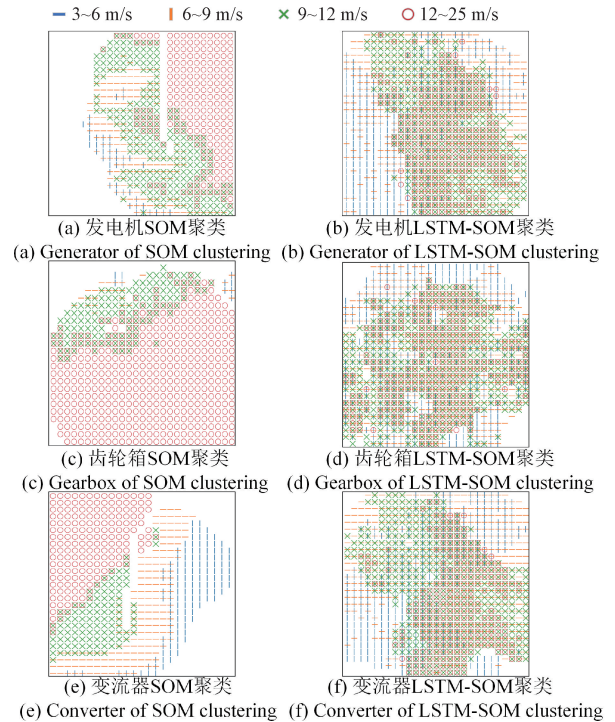 3~6 m/s 6~9 m/s 9~12 m/s 12~25 m/s
(a) 发电机SOM聚类
(a) Generator of SOM clustering
(b) 发电机LSTM-SOM聚类
(b) Generator of LSTM-SOM clustering
(c) 齿轮箱SOM聚类
(c) Gearbox of SOM clustering
(d) 齿轮箱LSTM-SOM聚类
(d) Gearbox of LSTM-SOM clustering
(e) 变流器SOM聚类
(e) Converter of SOM clustering
(f) 变流器LSTM-SOM聚类
(f) Converter of LSTM-SOM clustering